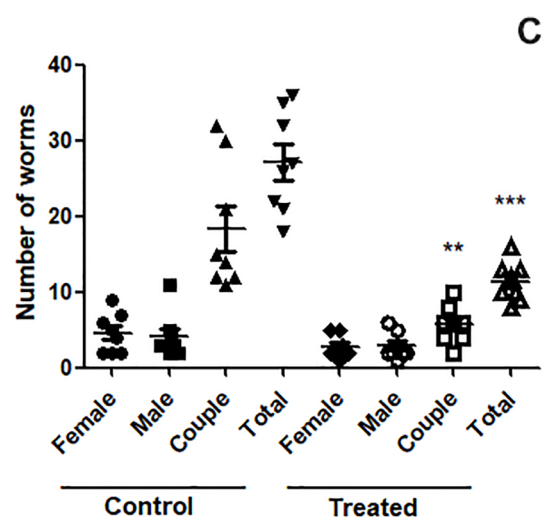 C
Number of worms
40
30
20
10
0
**
***
Female
Male
Couple
Total
Female
Male
Couple
Total
Control
Treated